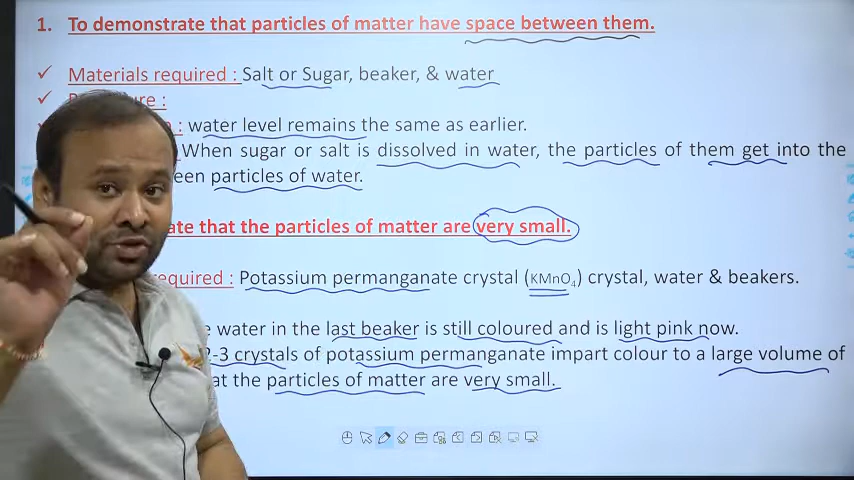 1. To demonstrate that particles of matter have space between them.
✓ Materials required : Salt or Sugar, beaker, & water
✓
: water level remains the same as earlier.
When sugar or salt is dissolved in water, the particles of them get into the
particles of water.
that the particles of matter are very small.
required : Potassium permanganate crystal (KMnO₄) crystal, water & beakers.
water in the last beaker is still coloured and is light pink now.
2-3 crystals of potassium permanganate impart colour to a large volume of
at the particles of matter are very small.